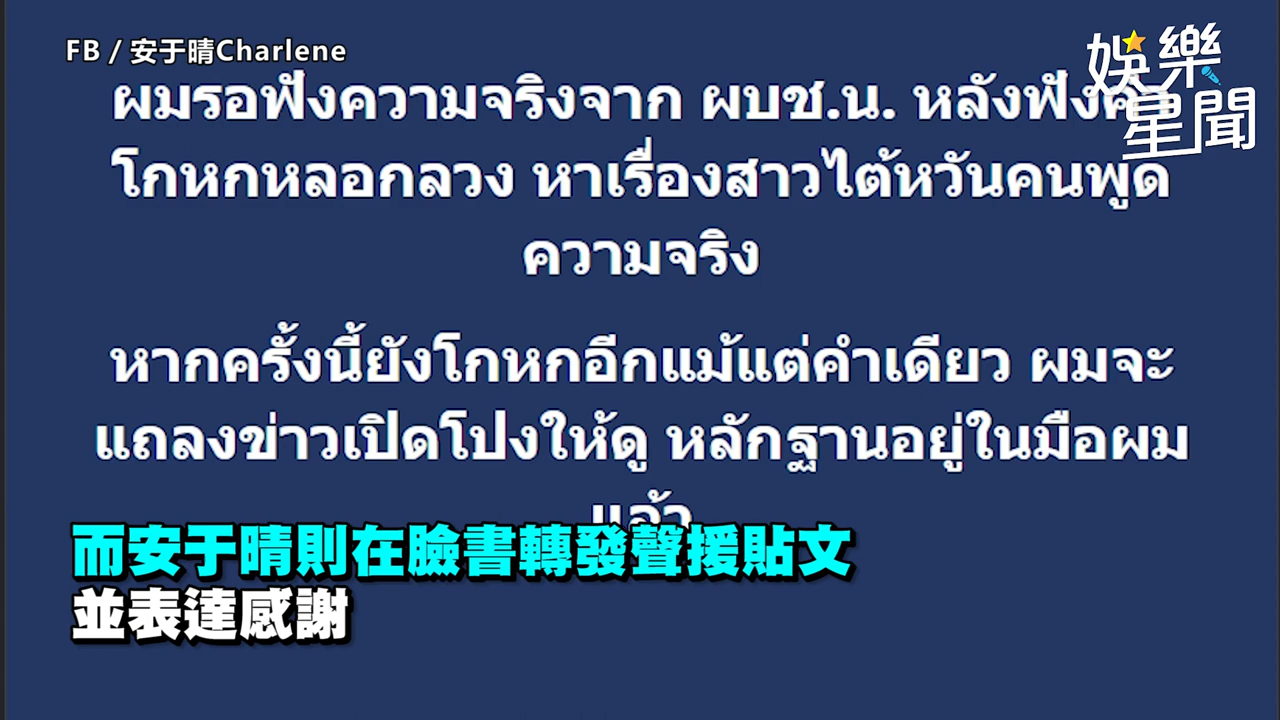 FB / 安于晴Charlene
娛樂
星聞
ผมรอฟังความจริงจาก ผบช.น. หลังฟังคำ
โกหกหลอกลวง หาเรื่องสาวไต้หวันคนพูด
ความจริง
หากครั้งนี้ยังโกหกอีกแม้แต่คำเดียว ผมจะ
แถลงข่าวเปิดโปงให้ดู หลักฐานอยู่ในมือผม
แล้ว
而安于晴則在臉書轉發聲援貼文
並表達感謝